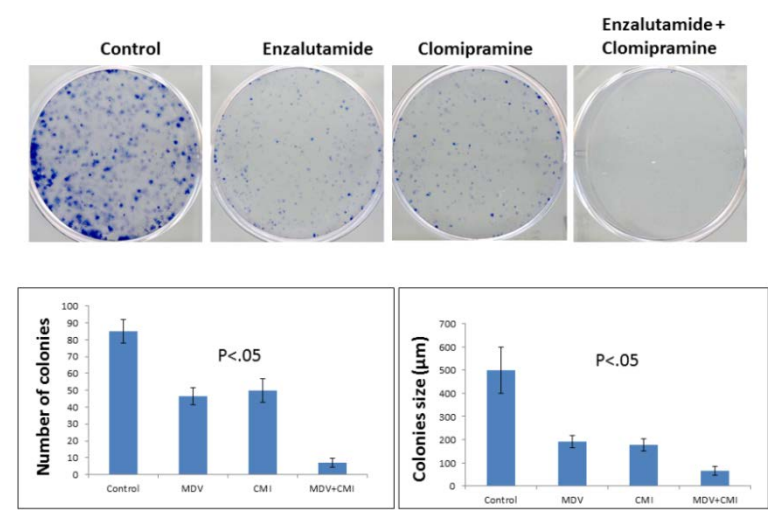 Control
Enzalutamide
Clomipramine
Enzalutamide +
Clomipramine
Number of colonies
100
90
80
70
60
50
40
30
20
10
0
P<.05
Control
MDV
CMI
MDV+CMI
Colonies size (μm)
700
600
500
400
300
200
100
0
P<.05
Control
MDV
CMI
MDV+CMI